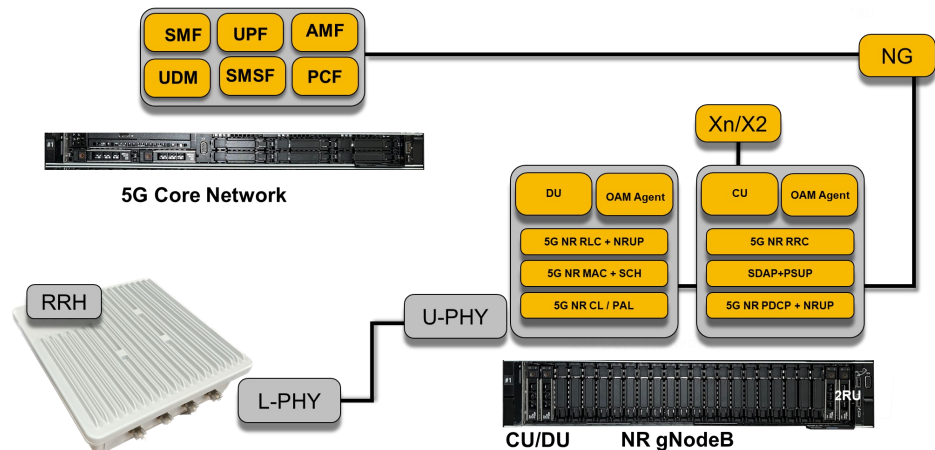 SMF UPF AMF
UDM SMSF PCF
NG
Xn/X2
#1
5G Core Network
DU OAM Agent
CU OAM Agent
5G NR RLC + NRUP
5G NR MAC + SCH
5G NR CL / PAL
5G NR RRC
SDAP+PSUP
5G NR PDCP + NRUP
RRH
U-PHY
L-PHY
#1
2RU
CU/DU NR gNodeB